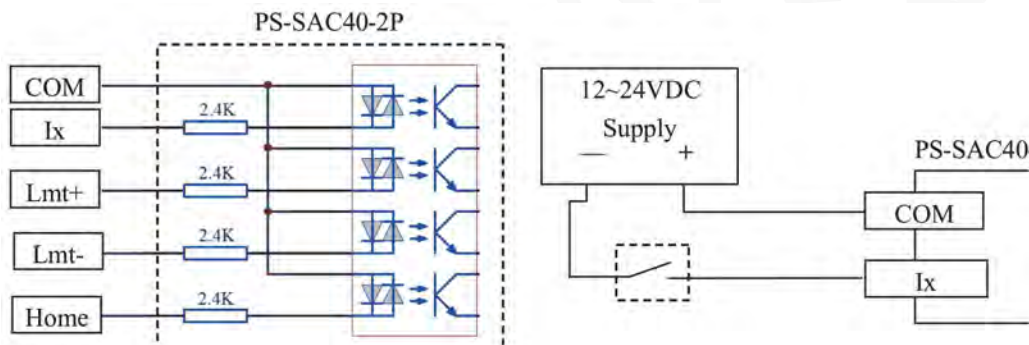 PS-SAC40-2P
COM
Ix
2.4K
Lmt+
2.4K
Lmt-
2.4K
Home
2.4K
12~24VDC
Supply
— +
PS-SAC40
COM
Ix